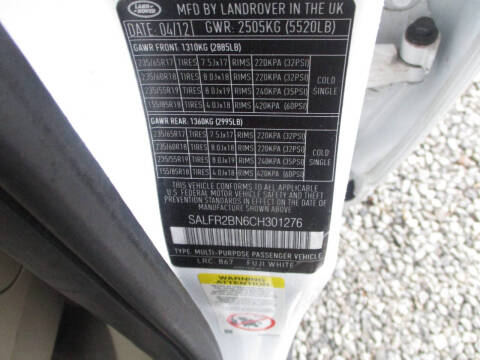 LAND ROVER
MFD BY LANDROVER IN THE UK
DATE: 04/12 GWR: 2505KG (5520LB)
GAWR FRONT: 1310KG (2885LB)
235/65R17 TIRES 7.5Jx17 RIMS 220KPA (32PSI)
235/60R18 TIRES 8.0Jx18 RIMS 220KPA (32PSI)
235/55R19 TIRES 8.0Jx19 RIMS 240KPA (35PSI)
155/85R18 TIRES 4.0Jx18 RIMS 420KPA (60PSI)
COLD
SINGLE
GAWR REAR: 1360KG (2995LB)
235/65R17 TIRES 7.5Jx17 RIMS 220KPA (32PSI)
235/60R18 TIRES 8.0Jx18 RIMS 220KPA (32PSI)
235/55R19 TIRES 8.0Jx19 RIMS 240KPA (35PSI)
155/85R18 TIRES 4.0Jx18 RIMS 420KPA (60PSI)
COLD
SINGLE
THIS VEHICLE CONFORMS TO ALL APPLICABLE
U.S. FEDERAL MOTOR VEHICLE SAFETY AND THEFT
PREVENTION STANDARDS IN EFFECT ON THE DATE
OF MANUFACTURE SHOWN ABOVE
SALFR2BN6CH301276
TYPE: MULTI-PURPOSE PASSENGER VEHICLE
LRC 867 FUJI WHITE
WARNING
ATTENTION